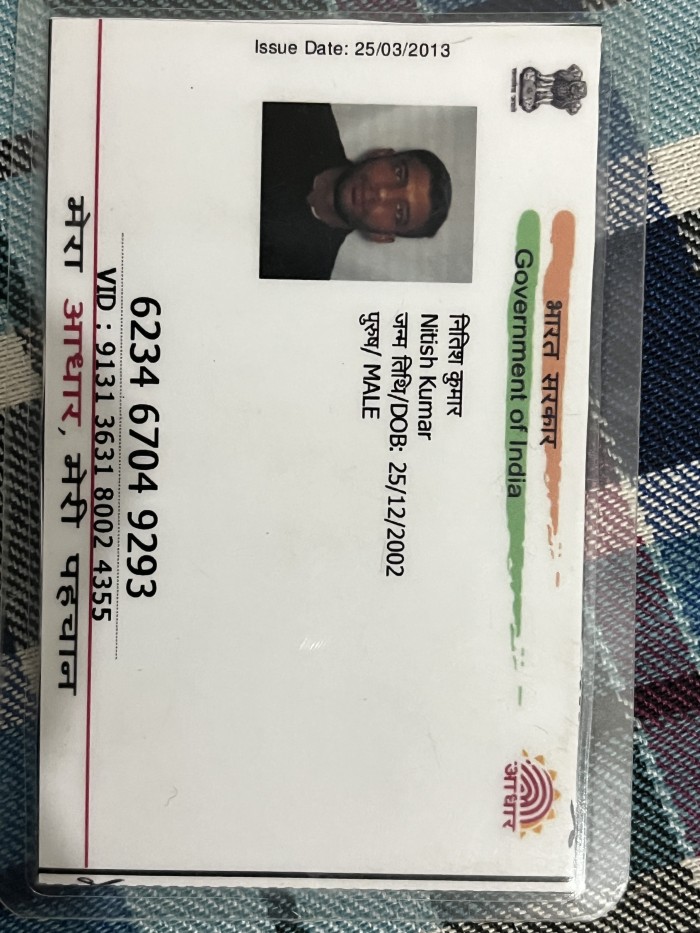 भारत सरकार
Government of India
Issue Date: 25/03/2013
नितिश कुमार
Nitish Kumar
जन्म तिथि/DOB: 25/12/2002
पुरुष/ MALE
6234 6704 9293
VID : 9131 3631 8002 4355
मेरा आधार, मेरी पहचान
आधार